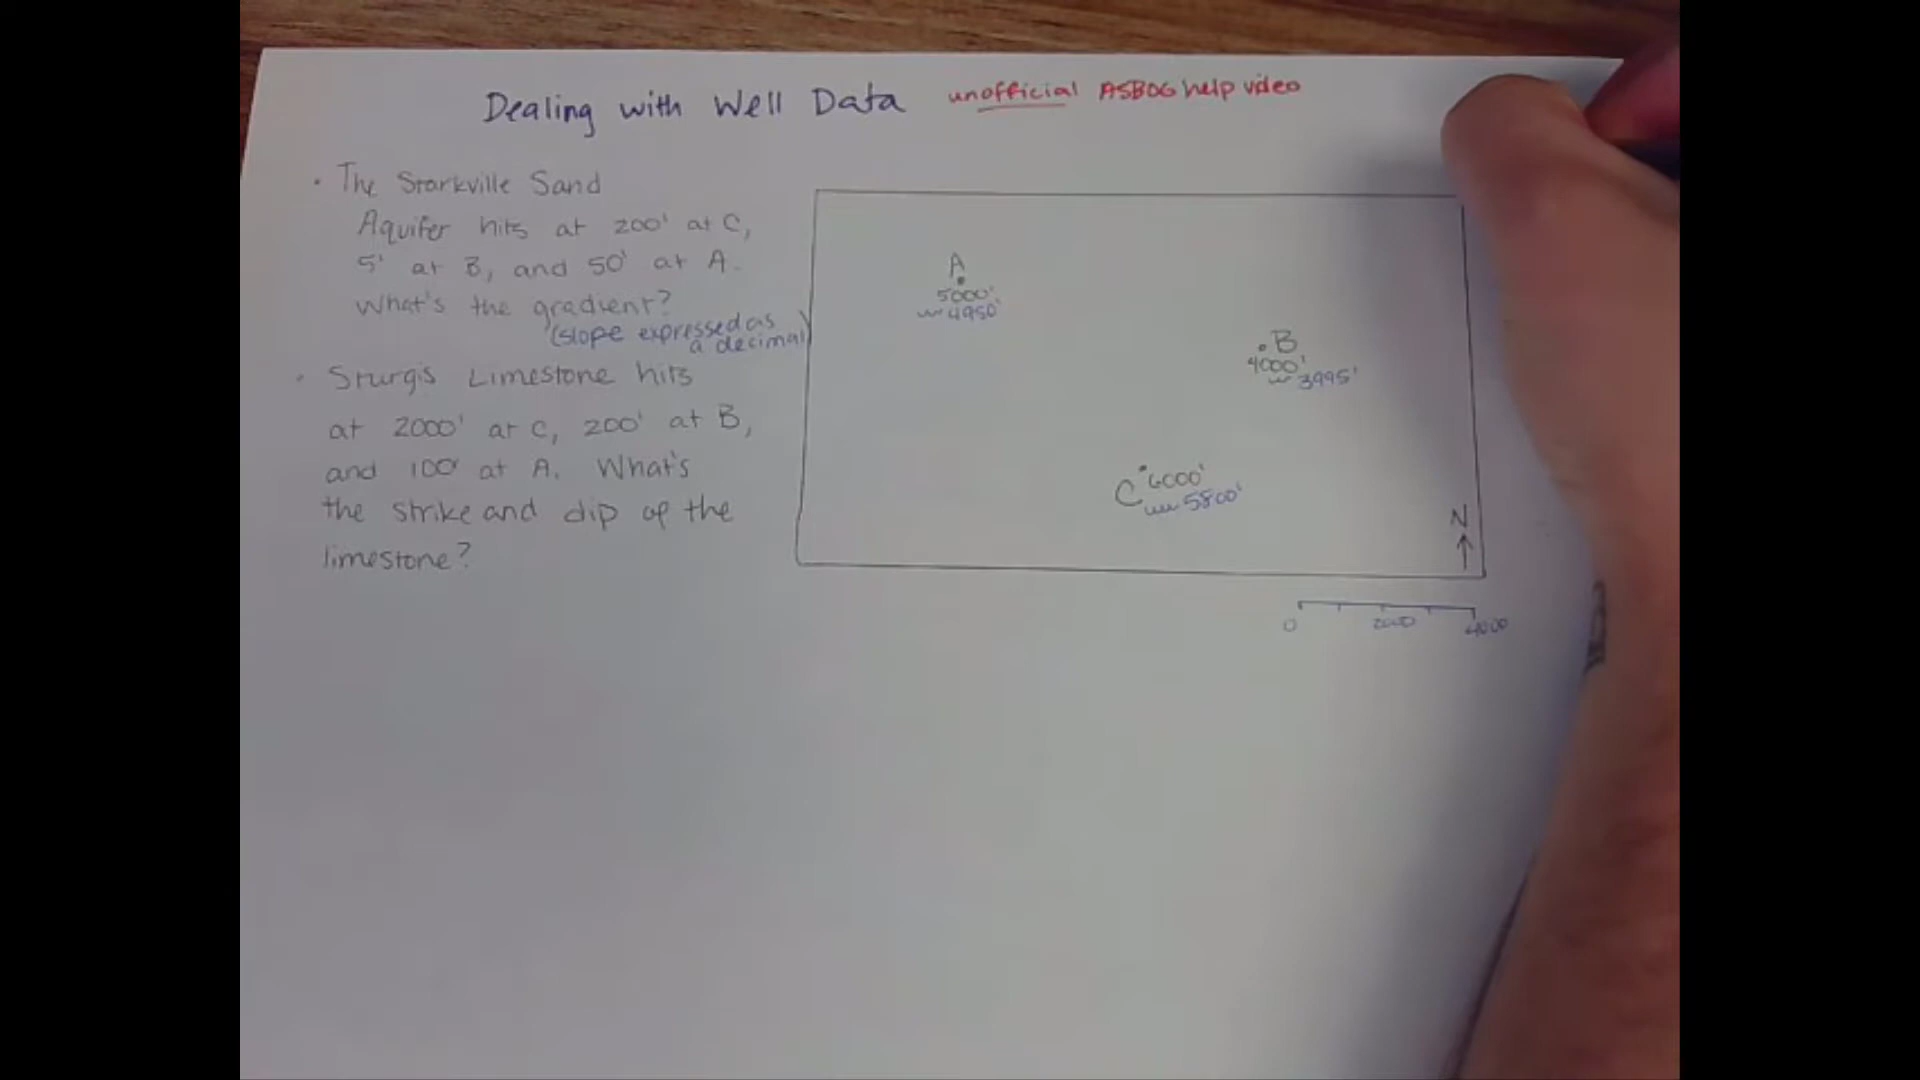 Dealing with Well Data unofficial ASBOG help video
• The Starkville Sand
Aquifer hits at 200' at C,
5' at B, and 50' at A.
What's the gradient?
(slope expressed as
a decimal)
• Sturgis Limestone hits
at 2000' at C, 200' at B,
and 100' at A. What's
the strike and dip of the
limestone?
A
5000'
4950'
B
4000'
3995'
C 6000'
5800'
N
0 2000 4000